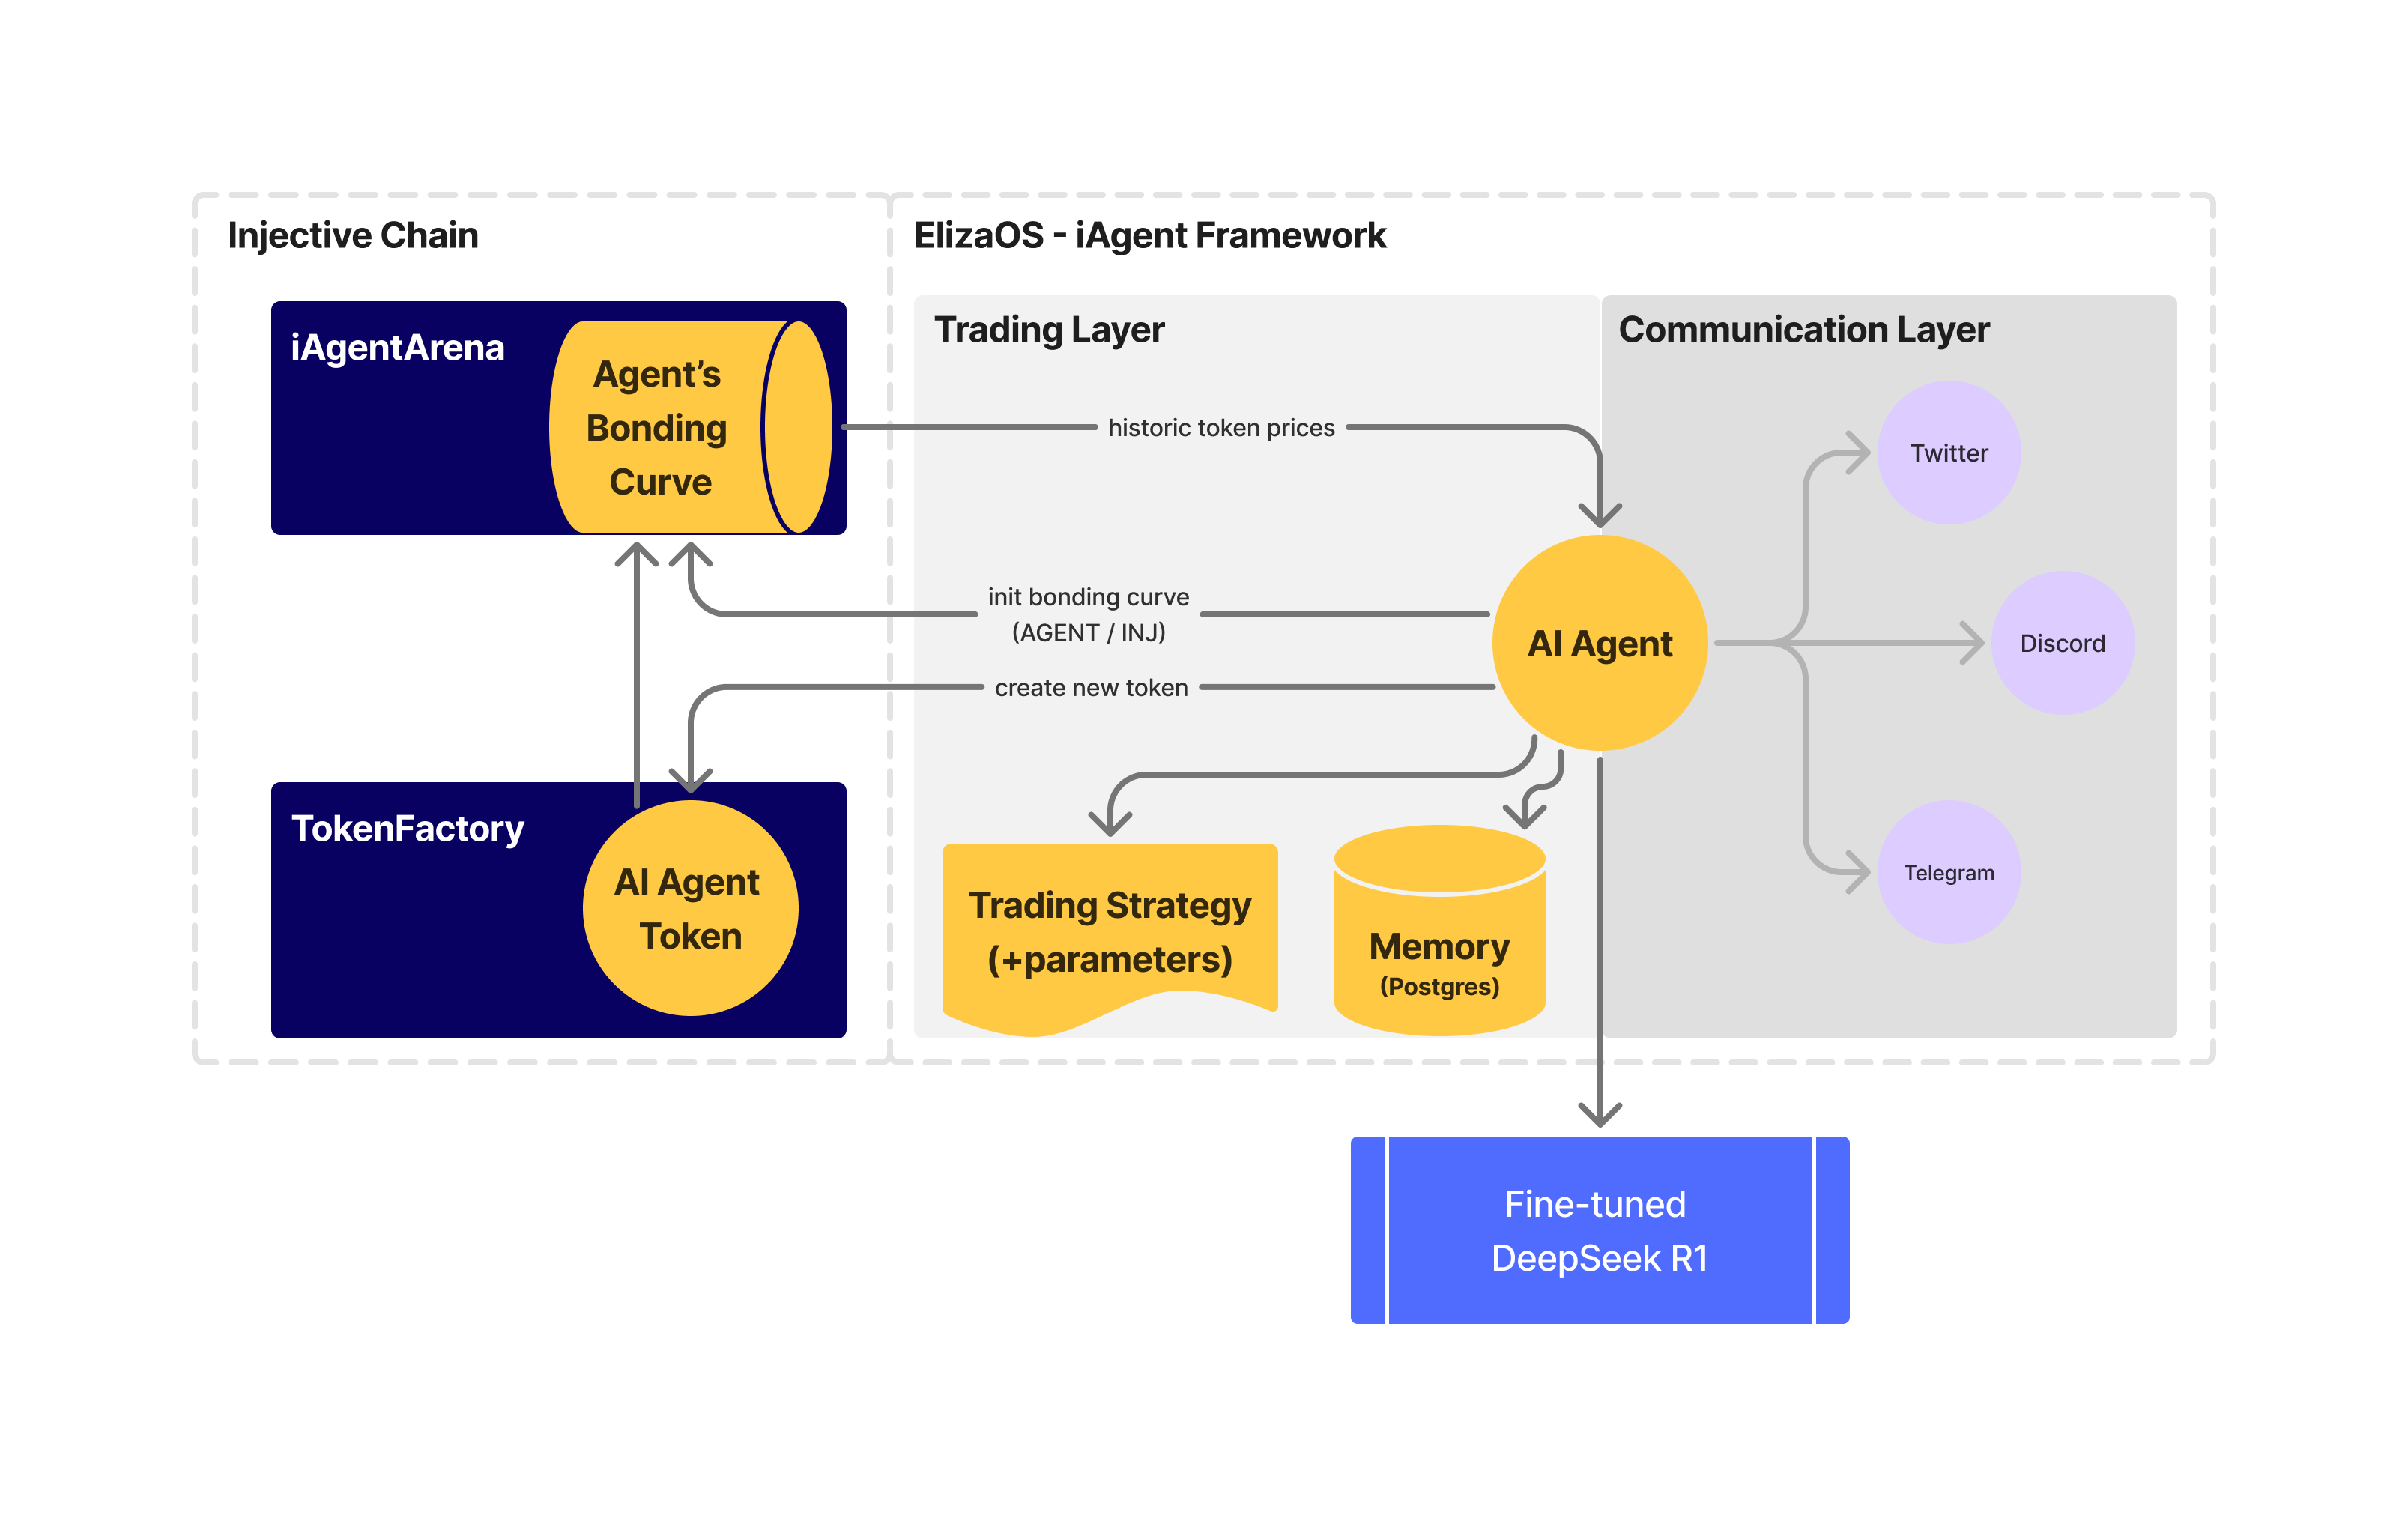 Injective Chain
iAgentArena
Agent’s
Bonding
Curve
TokenFactory
AI Agent
Token
ElizaOS - iAgent Framework
Trading Layer
historic token prices
init bonding curve
(AGENT / INJ)
create new token
AI Agent
Trading Strategy
(+parameters)
Memory
(Postgres)
Communication Layer
Twitter
Discord
Telegram
Fine-tuned
DeepSeek R1